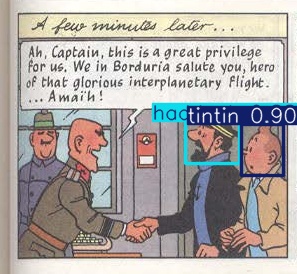 A few minutes later...
Ah, Captain, this is a great privilege
for us. We in Borduria salute you, hero
of that glorious interplanetary flight.
... Amaïh!
tintin 0.90